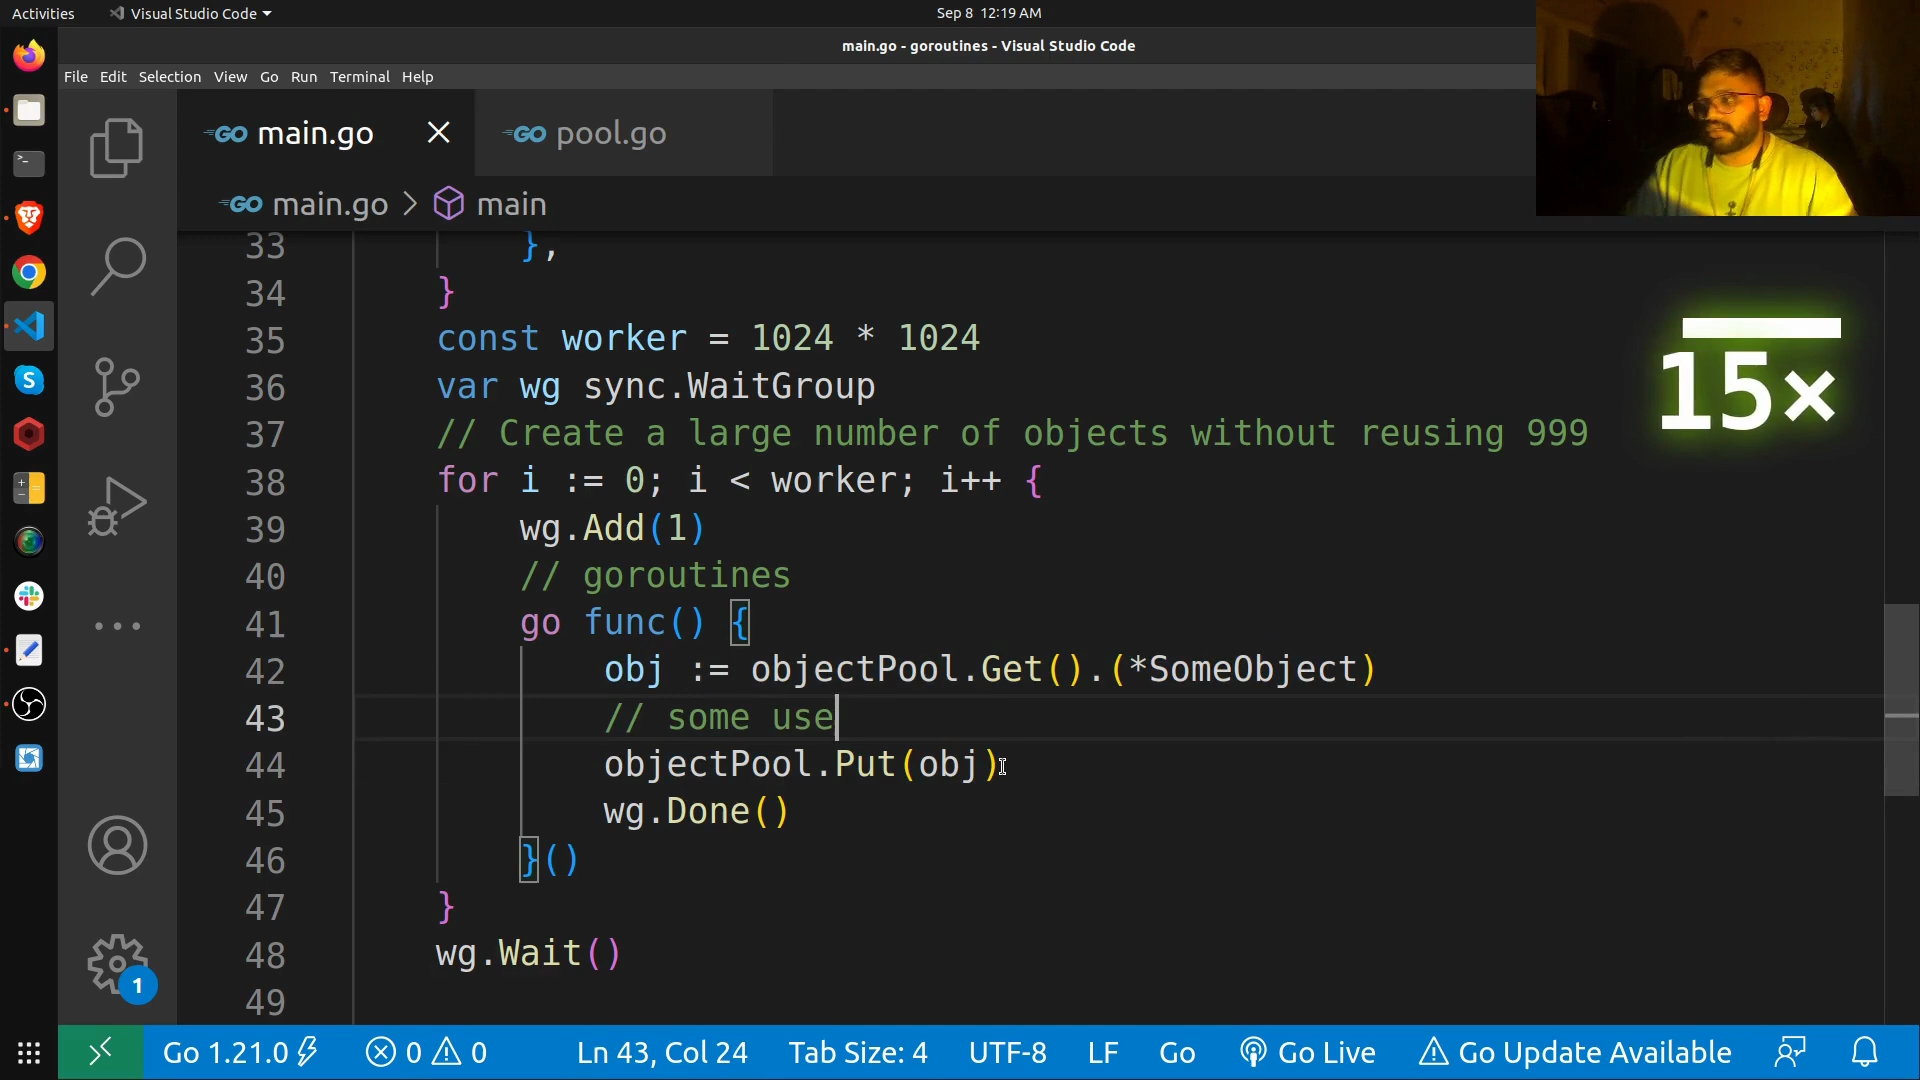 Activities
Visual Studio Code
Sep 8 12:19 AM
main.go - goroutines - Visual Studio Code
File Edit Selection View Go Run Terminal Help
GO main.go
GO pool.go
GO main.go > main
15×
33 },
34 }
35 const worker = 1024 * 1024
36 var wg sync.WaitGroup
37 // Create a large number of objects without reusing 999
38 for i := 0; i < worker; i++ {
39 wg.Add(1)
40 // goroutines
41 go func() {
42 obj := objectPool.Get().(*SomeObject)
43 // some use
44 objectPool.Put(obj)
45 wg.Done()
46 }()
47 }
48 wg.Wait()
49
1
Go 1.21.0 0 0 Ln 43, Col 24 Tab Size: 4 UTF-8 LF Go Go Live Go Update Available